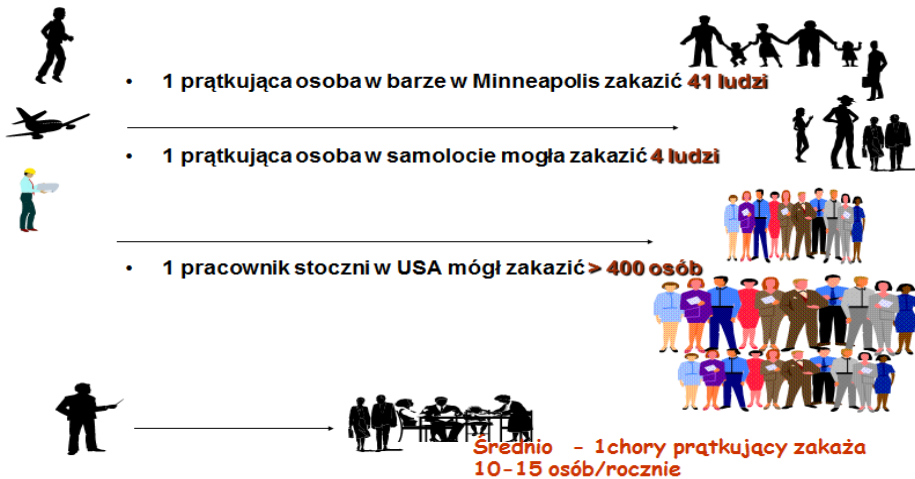 • 1 prątkująca osoba w barze w Minneapolis zakazić 41 ludzi
• 1 prątkująca osoba w samolocie mogła zakazić 4 ludzi
• 1 pracownik stoczni w USA mógł zakazić > 400 osób
Średnio - 1chory prątkujący zakaża
10-15 osób/rocznie